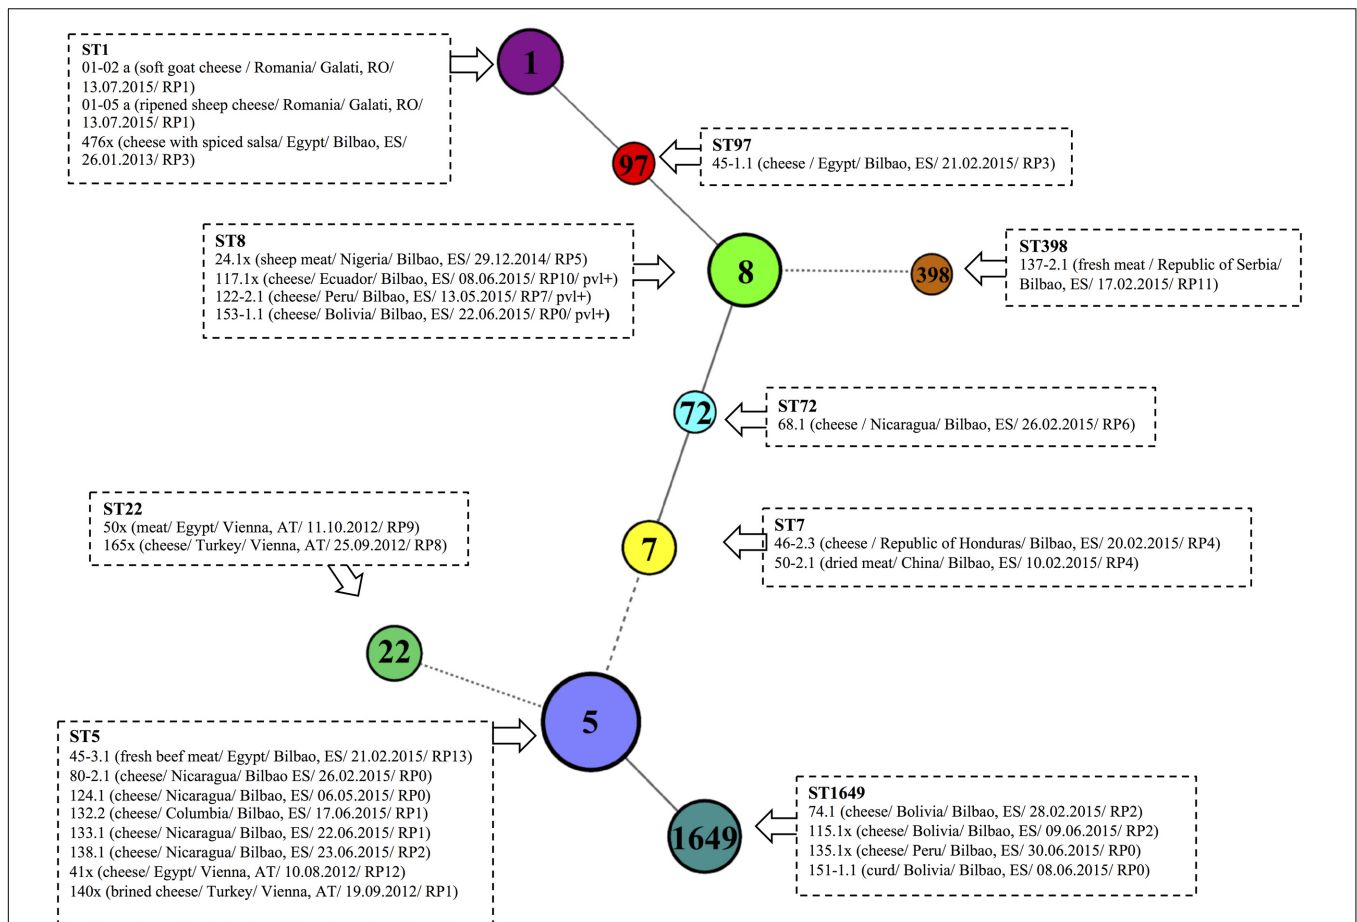 ST1
01-02 a (soft goat cheese / Romania/ Galati, RO/
13.07.2015/ RP1)
01-05 a (ripened sheep cheese/ Romania/ Galati, RO/
13.07.2015/ RP1)
476x (cheese with spiced salsa/ Egypt/ Bilbao, ES/
26.01.2013/ RP3)
1
97
ST97
45-1.1 (cheese / Egypt/ Bilbao, ES/ 21.02.2015/ RP3)
ST8
24.1x (sheep meat/ Nigeria/ Bilbao, ES/ 29.12.2014/ RP5)
117.1x (cheese/ Ecuador/ Bilbao, ES/ 08.06.2015/ RP10/ pvl+)
122-2.1 (cheese/ Peru/ Bilbao, ES/ 13.05.2015/ RP7/ pvl+)
153-1.1 (cheese/ Bolivia/ Bilbao, ES/ 22.06.2015/ RP0/ pvl+)
8
398
ST398
137-2.1 (fresh meat / Republic of Serbia/
Bilbao, ES/ 17.02.2015/ RP11)
72
ST72
68.1 (cheese / Nicaragua/ Bilbao, ES/ 26.02.2015/ RP6)
ST22
50x (meat/ Egypt/ Vienna, AT/ 11.10.2012/ RP9)
165x (cheese/ Turkey/ Vienna, AT/ 25.09.2012/ RP8)
7
ST7
46-2.3 (cheese / Republic of Honduras/ Bilbao, ES/ 20.02.2015/ RP4)
50-2.1 (dried meat/ China/ Bilbao, ES/ 10.02.2015/ RP4)
22
5
ST5
45-3.1 (fresh beef meat/ Egypt/ Bilbao, ES/ 21.02.2015/ RP13)
80-2.1 (cheese/ Nicaragua/ Bilbao ES/ 26.02.2015/ RP0)
124.1 (cheese/ Nicaragua/ Bilbao, ES/ 06.05.2015/ RP0)
132.2 (cheese/ Columbia/ Bilbao, ES/ 17.06.2015/ RP1)
133.1 (cheese/ Nicaragua/ Bilbao, ES/ 22.06.2015/ RP1)
138.1 (cheese/ Nicaragua/ Bilbao, ES/ 23.06.2015/ RP2)
41x (cheese/ Egypt/ Vienna, AT/ 10.08.2012/ RP12)
140x (brined cheese/ Turkey/ Vienna, AT/ 19.09.2012/ RP1)
1649
ST1649
74.1 (cheese/ Bolivia/ Bilbao, ES/ 28.02.2015/ RP2)
115.1x (cheese/ Bolivia/ Bilbao, ES/ 09.06.2015/ RP2)
135.1x (cheese/ Peru/ Bilbao, ES/ 30.06.2015/ RP0)
151-1.1 (curd/ Bolivia/ Bilbao, ES/ 08.06.2015/ RP0)